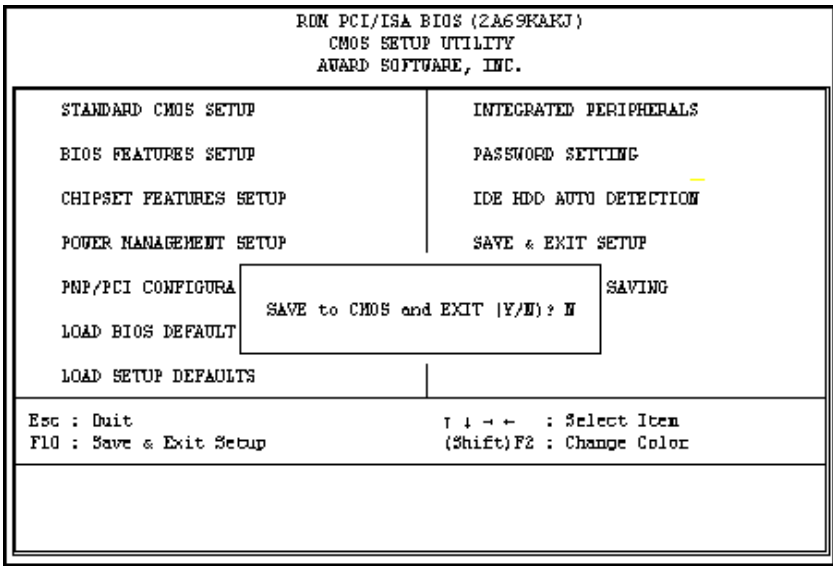 ROM PCI/ISA BIOS (2A69KAKJ)
CMOS SETUP UTILITY
AWARD SOFTWARE, INC.
STANDARD CMOS SETUP
INTEGRATED PERIPHERALS
BIOS FEATURES SETUP
PASSWORD SETTING
CHIPSET FEATURES SETUP
IDE HDD AUTO DETECTION
POWER MANAGEMENT SETUP
SAVE & EXIT SETUP
PNP/PCI CONFIGURA
SAVING
SAVE to CMOS and EXIT (Y/N)? N
LOAD BIOS DEFAULT
LOAD SETUP DEFAULTS
Esc : Quit
↑ ↓ → ← : Select Item
F10 : Save & Exit Setup
(Shift)F2 : Change Color